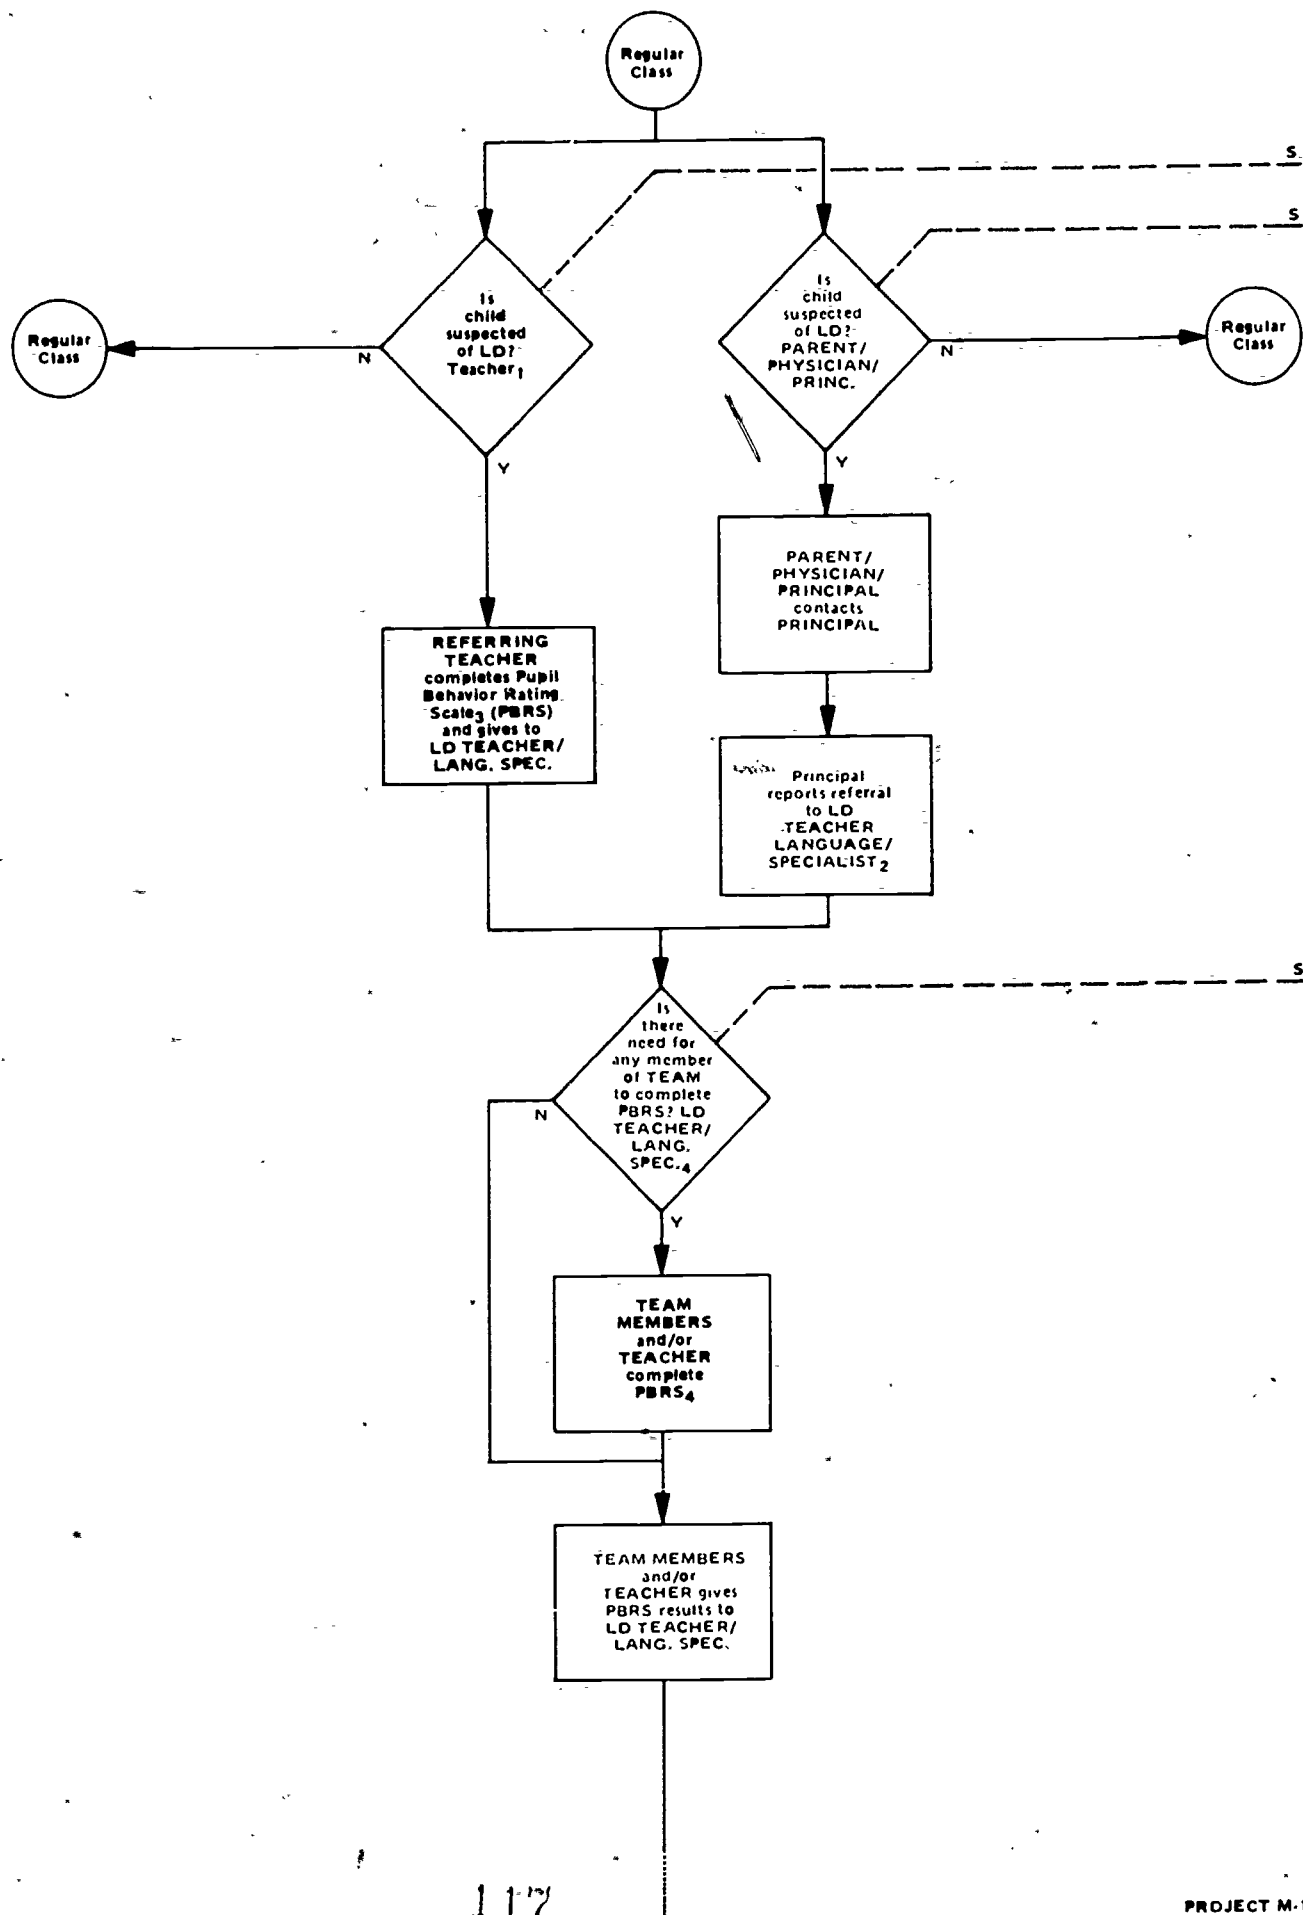 Regular
Class
S
S
Is
child
suspected
of LD?
Teacher1
N
Y
Regular
Class
Is
child
suspected
of LD?
PARENT/
PHYSICIAN/
PRINC.
N
Y
Regular
Class
PARENT/
PHYSICIAN/
PRINCIPAL
contacts
PRINCIPAL
REFERRING
TEACHER
completes Pupil
Behavior Rating
Scale3 (PBRS)
and gives to
LD TEACHER/
LANG. SPEC.
Principal
reports referral
to LD
TEACHER
LANGUAGE/
SPECIALIST2
S
Is
there
need for
any member
of TEAM
to complete
PBRS? LD
TEACHER/
LANG.
SPEC.4
N
Y
TEAM
MEMBERS
and/or
TEACHER
complete
PBRS4
TEAM MEMBERS
and/or
TEACHER gives
PBRS results to
LD TEACHER/
LANG. SPEC.
117
PROJECT M-1